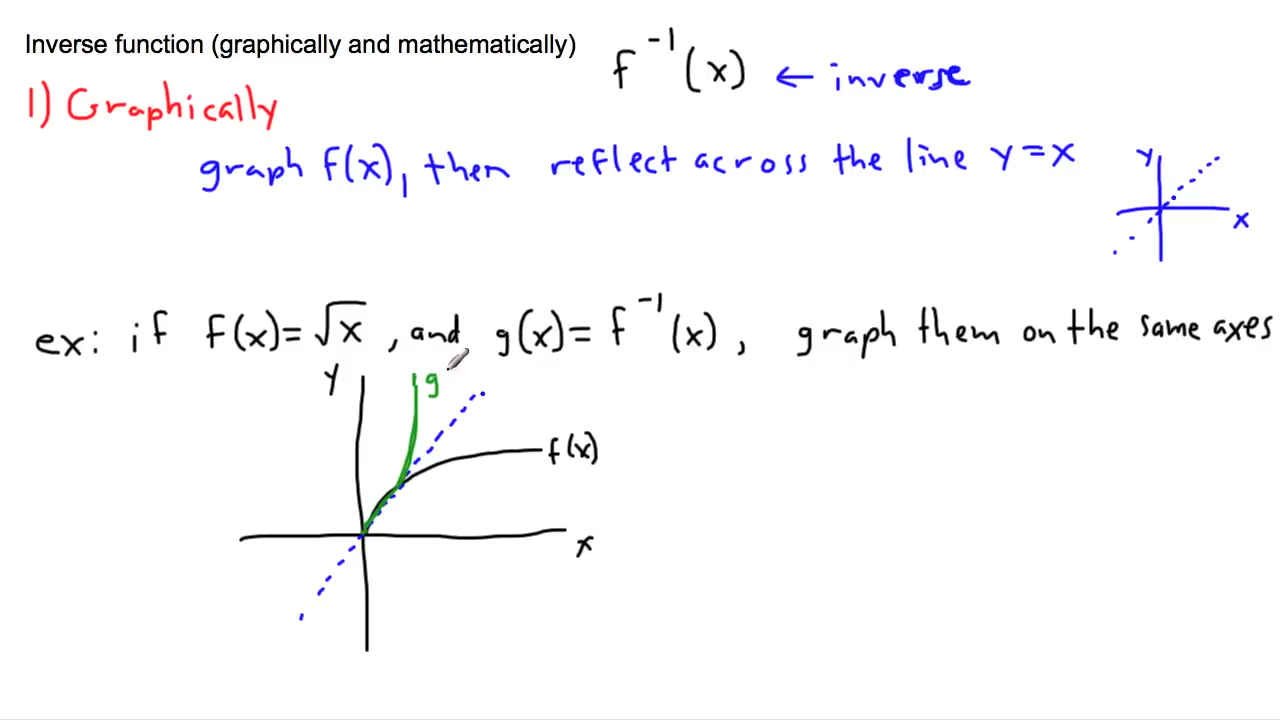 Inverse function (graphically and mathematically)
f⁻¹(x) ← inverse
1) Graphically
graph f(x), then reflect across the line y=x
y
x
ex: if f(x)=√x, and g(x)=f⁻¹(x), graph them on the same axes
y
g
f(x)
x